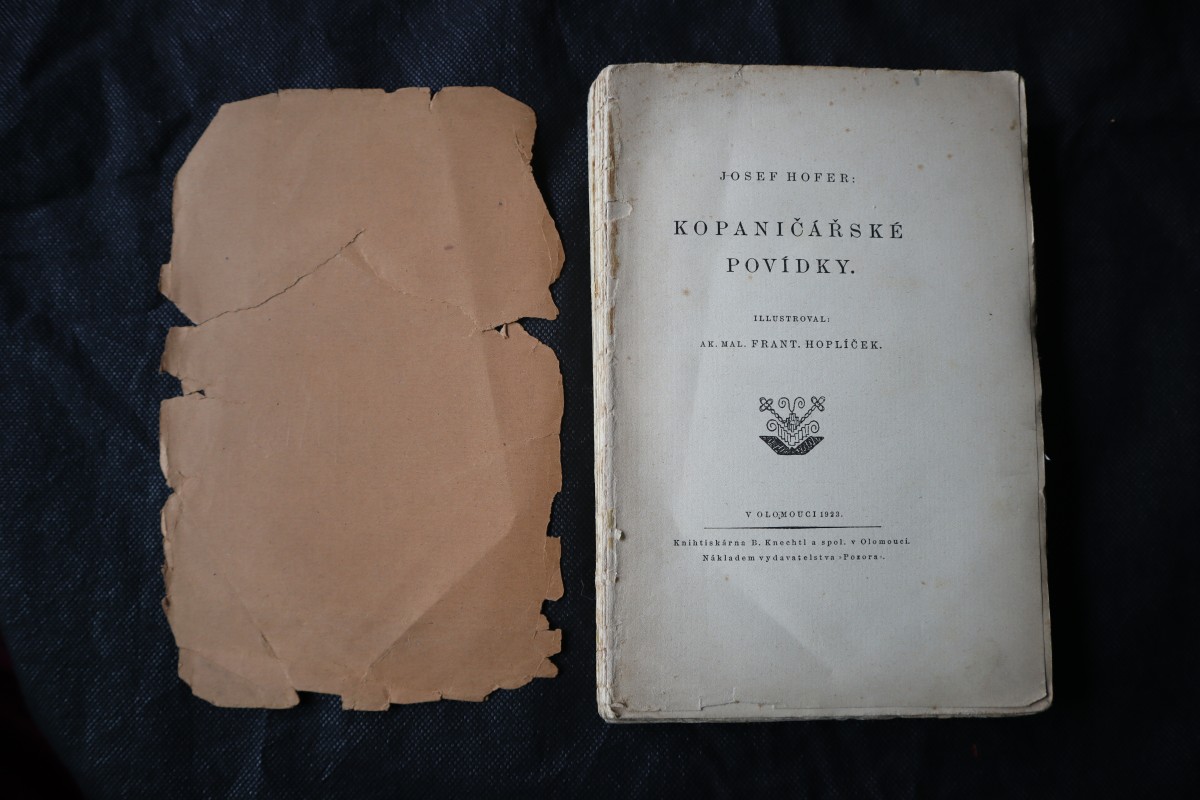 JOSEF HOFER:
KOPANIČÁŘSKÉ
POVÍDKY.
ILLUSTROVAL:
AK. MAL. FRANT. HOPLÍČEK.
V OLOMOUCI 1923.
Knihtiskárna B. Knechtl a spol. v Olomouci.
Nákladem vydavatelstva ›Pozora‹.